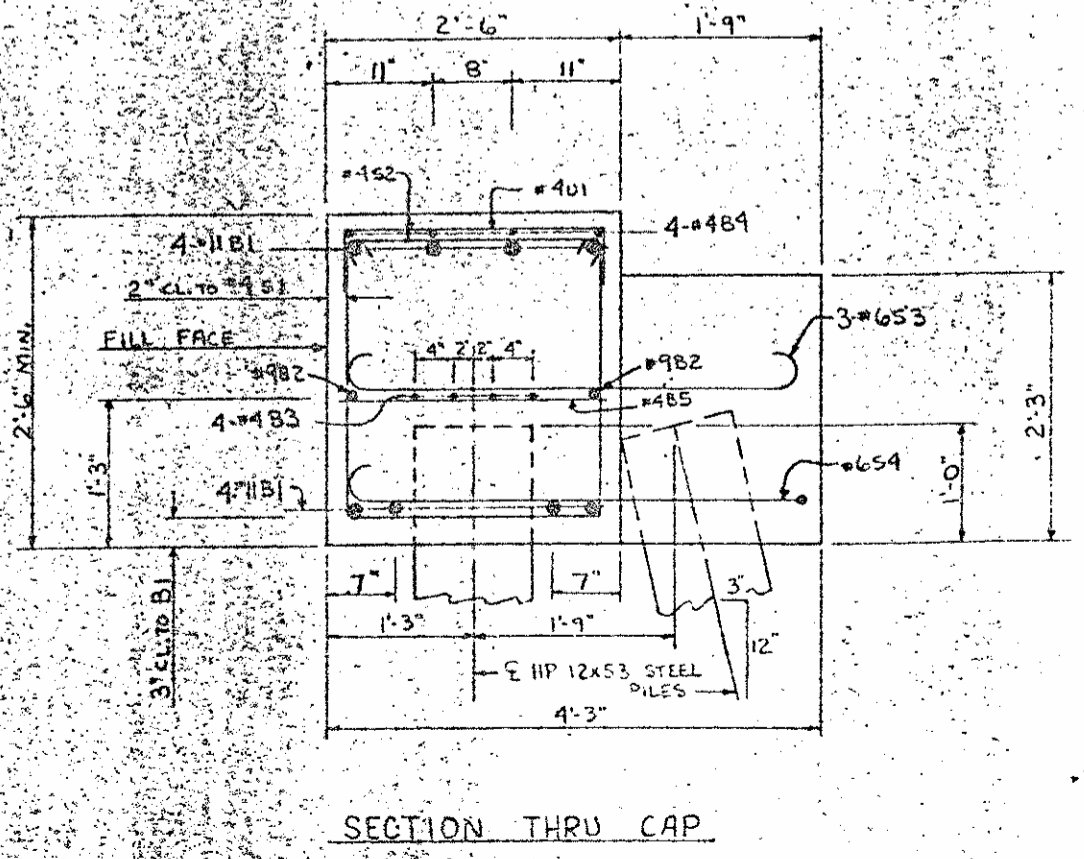 2'-6" 1'-9"
11" 8" 11"
#4S2
#4U1
4-#11B1
4-#4B4
2" CL. TO #4S1
3-#6S3
FILL FACE
4" 2" 2" 4"
#9B2
#9B2
#4B5
4-#4B3
2'-6" MIN.
1'-3"
2'-3"
1'-0"
4-#11B1
#6S4
3" CL. TO B1
7" 7"
3"
12"
1'-3" 1'-9"
℄ HP 12x53 STEEL
PILES
4'-3"
SECTION THRU CAP